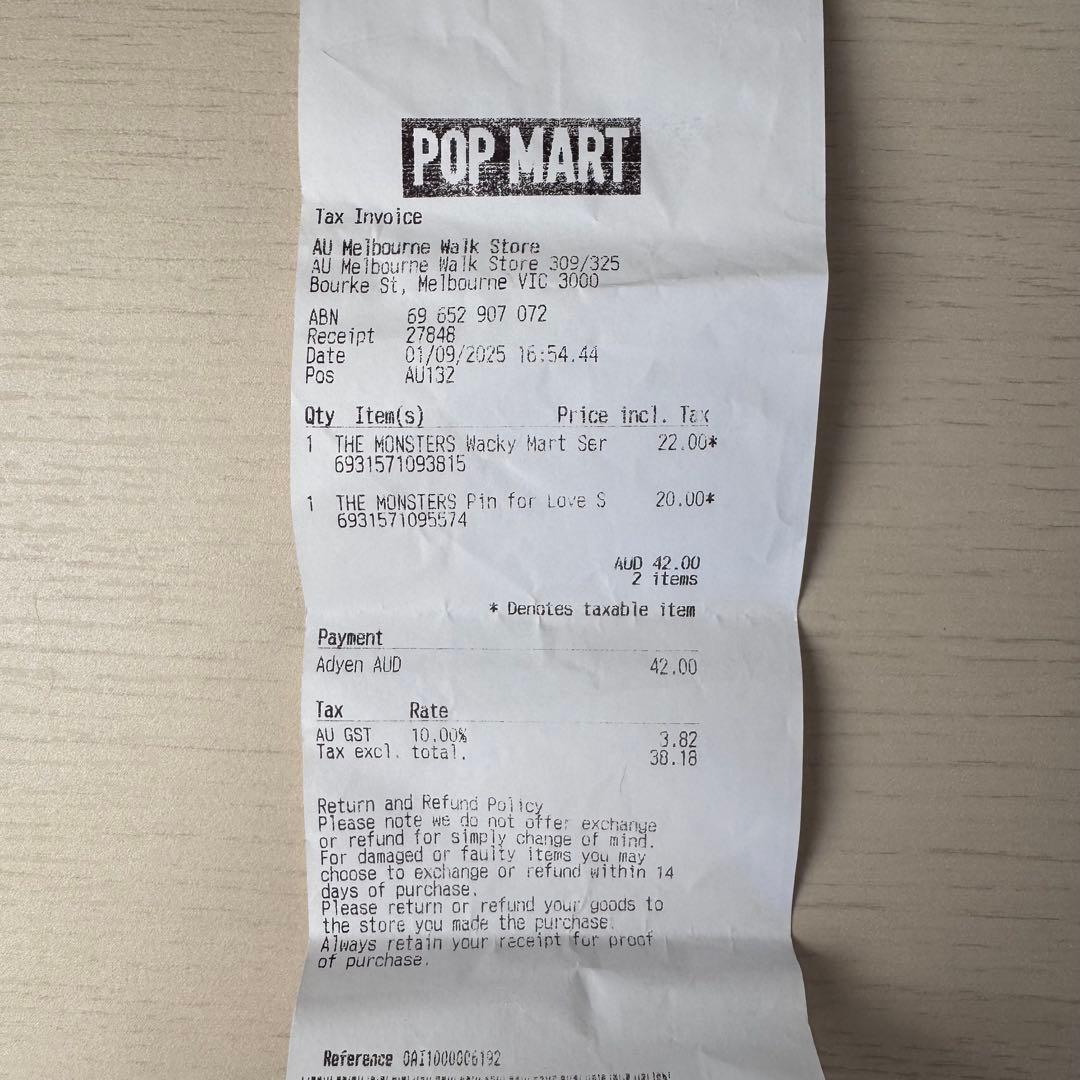 POP MART
Tax Invoice
AU Melbourne Walk Store
AU Melbourne Walk Store 309/325
Bourke St, Melbourne VIC 3000
ABN 69 652 907 072
Receipt 27848
Date 01/09/2025 16:54.44
Pos AU132
Qty Item(s) Price incl. Tax
1 THE MONSTERS Wacky Mart Ser 22.00*
6931571093815
1 THE MONSTERS Pin for Love S 20.00*
6931571095574
AUD 42.00
2 items
* Denotes taxable item
Payment
Adyen AUD 42.00
Tax Rate
AU GST 10.00% 3.82
Tax excl. total. 38.18
Return and Refund Policy
Please note we do not offer exchange
or refund for simply change of mind.
For damaged or faulty items you may
choose to exchange or refund within 14
days of purchase.
Please return or refund your goods to
the store you made the purchase.
Always retain your receipt for proof
of purchase.
Reference OAI1000006192